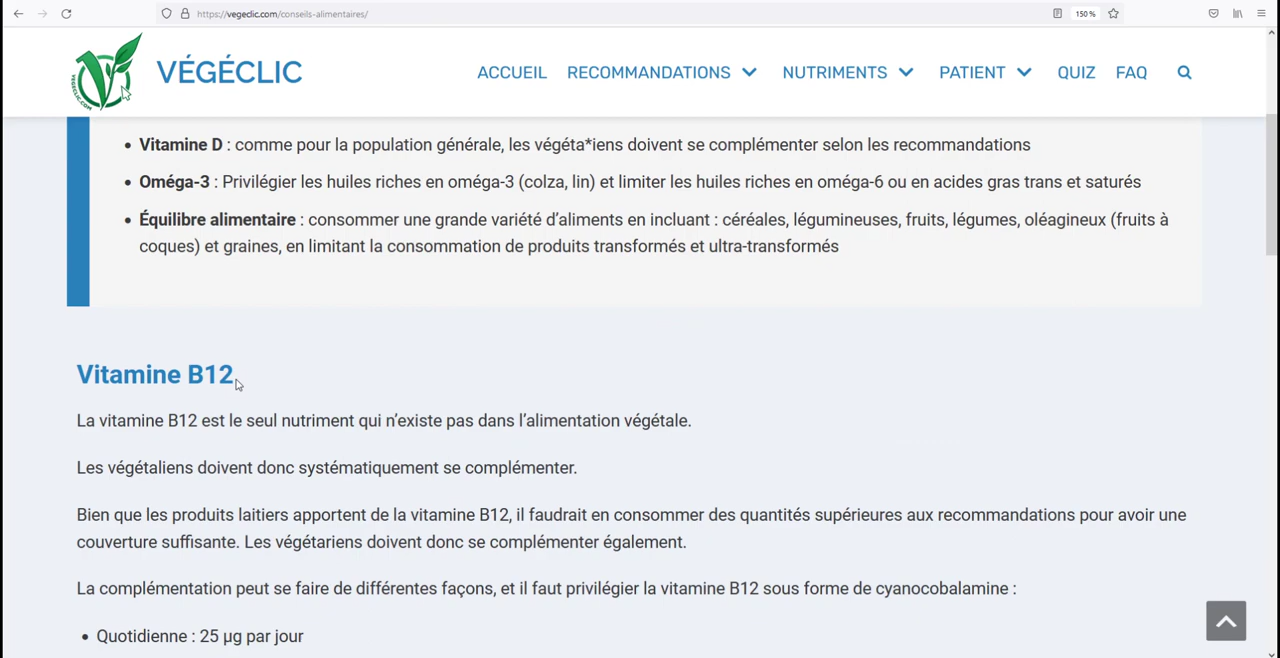 https://vegeclic.com/conseils-alimentaires/
150 %
VEGECLIC.COM
VÉGÉCLIC
ACCUEIL RECOMMANDATIONS NUTRIMENTS PATIENT QUIZ FAQ
• Vitamine D : comme pour la population générale, les végéta*iens doivent se complémenter selon les recommandations
• Oméga-3 : Privilégier les huiles riches en oméga-3 (colza, lin) et limiter les huiles riches en oméga-6 ou en acides gras trans et saturés
• Équilibre alimentaire : consommer une grande variété d’aliments en incluant : céréales, légumineuses, fruits, légumes, oléagineux (fruits à
coques) et graines, en limitant la consommation de produits transformés et ultra-transformés
Vitamine B12
La vitamine B12 est le seul nutriment qui n’existe pas dans l’alimentation végétale.
Les végétaliens doivent donc systématiquement se complémenter.
Bien que les produits laitiers apportent de la vitamine B12, il faudrait en consommer des quantités supérieures aux recommandations pour avoir une
couverture suffisante. Les végétariens doivent donc se complémenter également.
La complémentation peut se faire de différentes façons, et il faut privilégier la vitamine B12 sous forme de cyanocobalamine :
• Quotidienne : 25 µg par jour